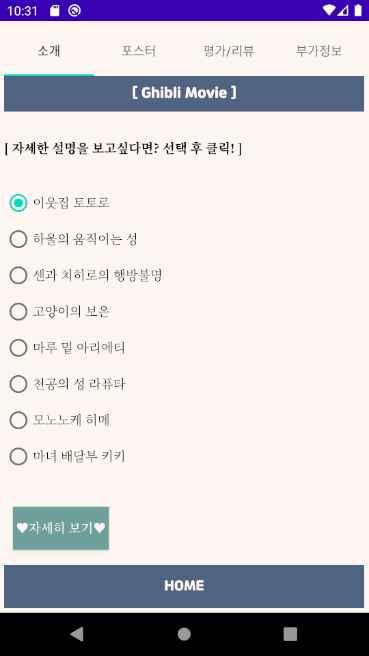 10:31
소개 포스터 평가/리뷰 부가정보
[ Ghibli Movie ]
[ 자세한 설명을 보고싶다면? 선택 후 클릭! ]
이웃집 토토로
하울의 움직이는 성
센과 치히로의 행방불명
고양이의 보은
마루 밑 아리에티
천공의 성 라퓨타
모노노케 히메
마녀 배달부 키키
♥자세히 보기♥
HOME